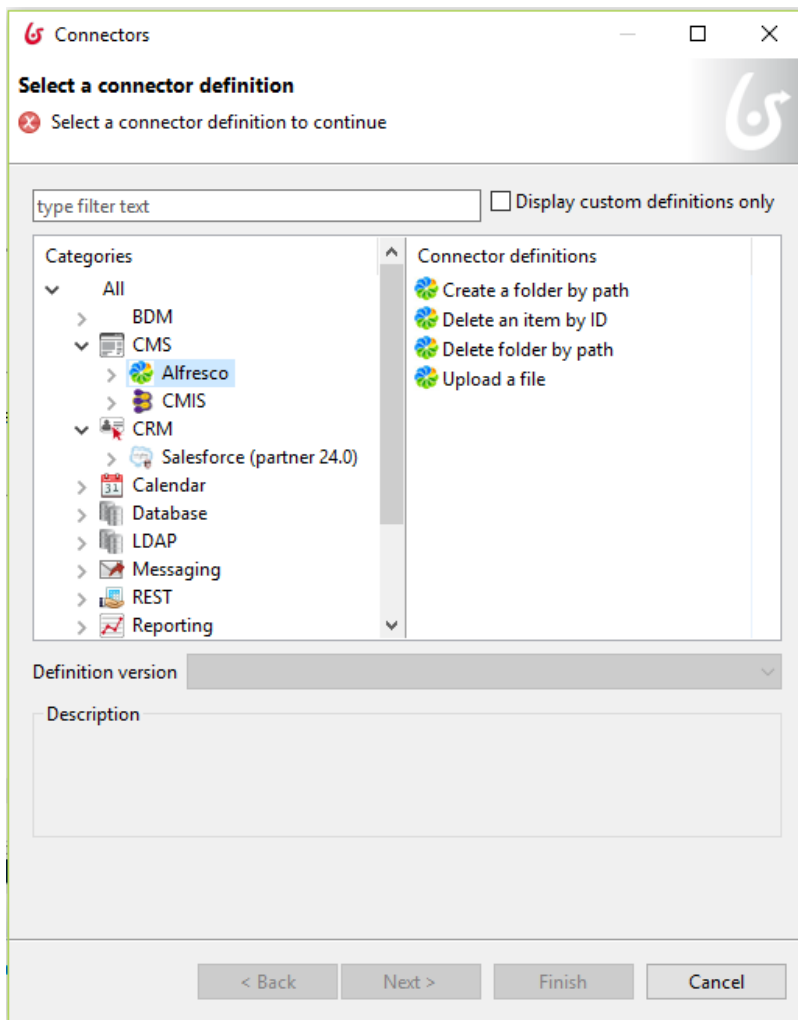 Connectors
Select a connector definition
Select a connector definition to continue
type filter text
Display custom definitions only
Categories
All
BDM
CMS
Alfresco
CMIS
CRM
Salesforce (partner 24.0)
31
Calendar
Database
LDAP
Messaging
REST
Reporting
Connector definitions
Create a folder by path
Delete an item by ID
Delete folder by path
Upload a file
Definition version
Description
< Back
Next >
Finish
Cancel